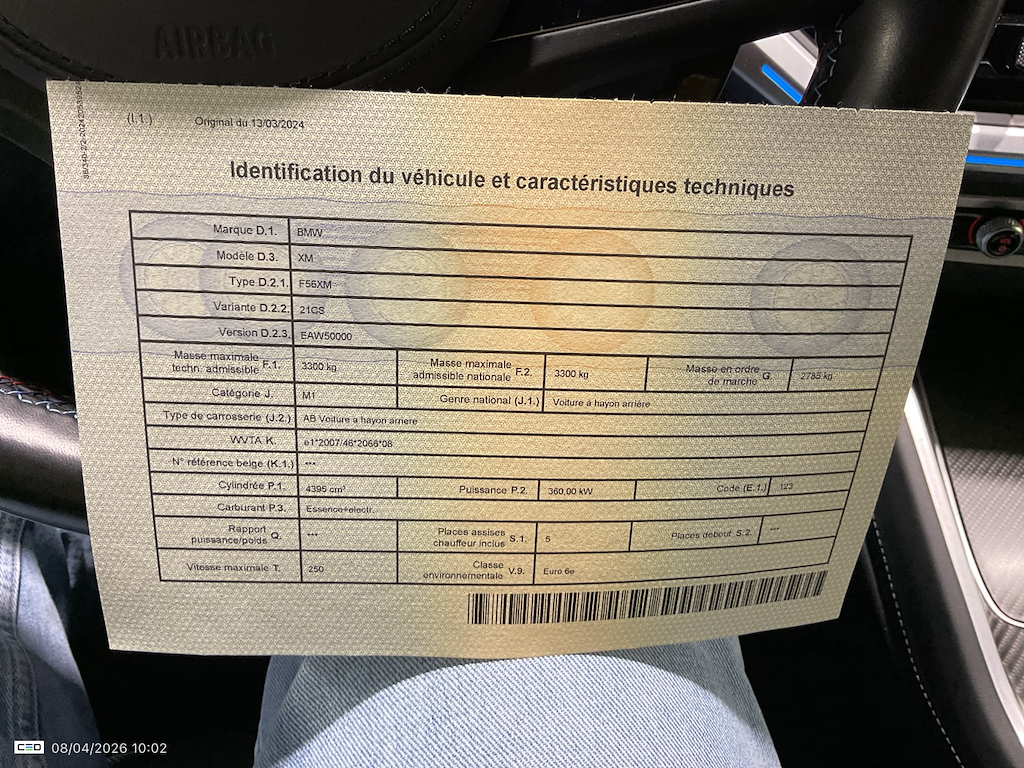 AIRBAG
(I.1.) Original du 13/03/2024
Identification du véhicule et caractéristiques techniques
Marque D.1. BMW
Modèle D.3. XM
Type D.2.1. F56XM
Variante D.2.2. 21CS
Version D.2.3. EAW50000
Masse maximale techn. admissible F.1. 3300 kg Masse maximale admissible nationale F.2. 3300 kg Masse en ordre de marche G. 2785 kg
Catégorie J. M1 Genre national (J.1.) Voiture à hayon arrière
Type de carrosserie (J.2.) AB Voiture à hayon arrière
WVTA K. e1*2007/46*2066*08
N° référence belge (K.1.) ***
Cylindrée P.1. 4395 cm³ Puissance P.2. 360,00 kW Code (E.1.) 123
Carburant P.3. Essence+electr.
Rapport puissance/poids Q. *** Places assises chauffeur inclus S.1. 5 Places debout S.2. ***
Vitesse maximale T. 250 Classe environnementale V.9. Euro 6e
CEO 08/04/2026 10:02